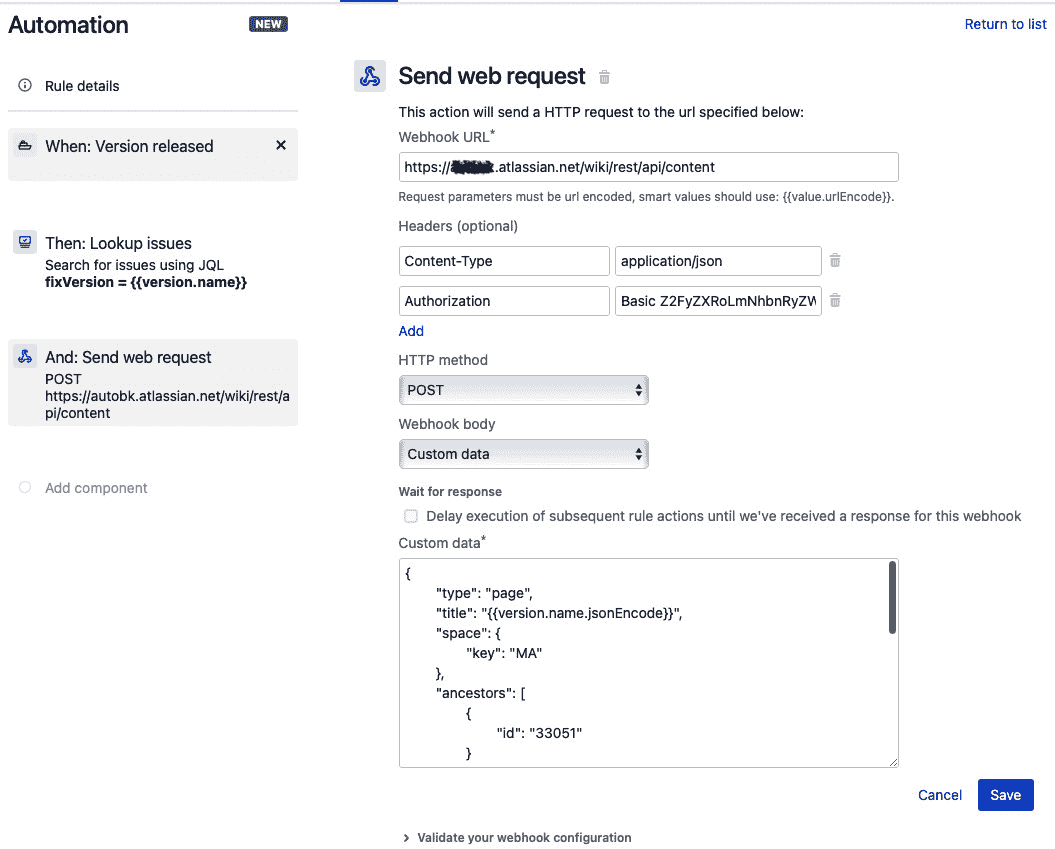 Automation NEW Return to list
Rule details
When: Version released
Then: Lookup issues
Search for issues using JQL
fixVersion = {{version.name}}
And: Send web request
POST
https://autobk.atlassian.net/wiki/rest/a
pi/content
Add component
Send web request
This action will send a HTTP request to the url specified below:
Webhook URL*
https:// .atlassian.net/wiki/rest/api/content
Request parameters must be url encoded, smart values should use: {{value.urlEncode}}.
Headers (optional)
Content-Type application/json
Authorization Basic Z2FyZXRoLmNhbnRyZW
Add
HTTP method
POST
Webhook body
Custom data
Wait for response
Delay execution of subsequent rule actions until we've received a response for this webhook
Custom data*
{
"type": "page",
"title": "{{version.name.jsonEncode}}",
"space": {
"key": "MA"
},
"ancestors": [
{
"id": "33051"
}
Cancel Save
Validate your webhook configuration